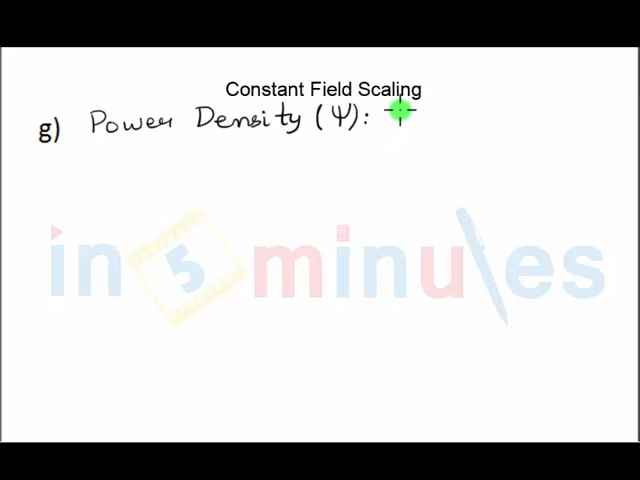 Constant Field Scaling
g) Power Density (Ψ):
in 5 minutes